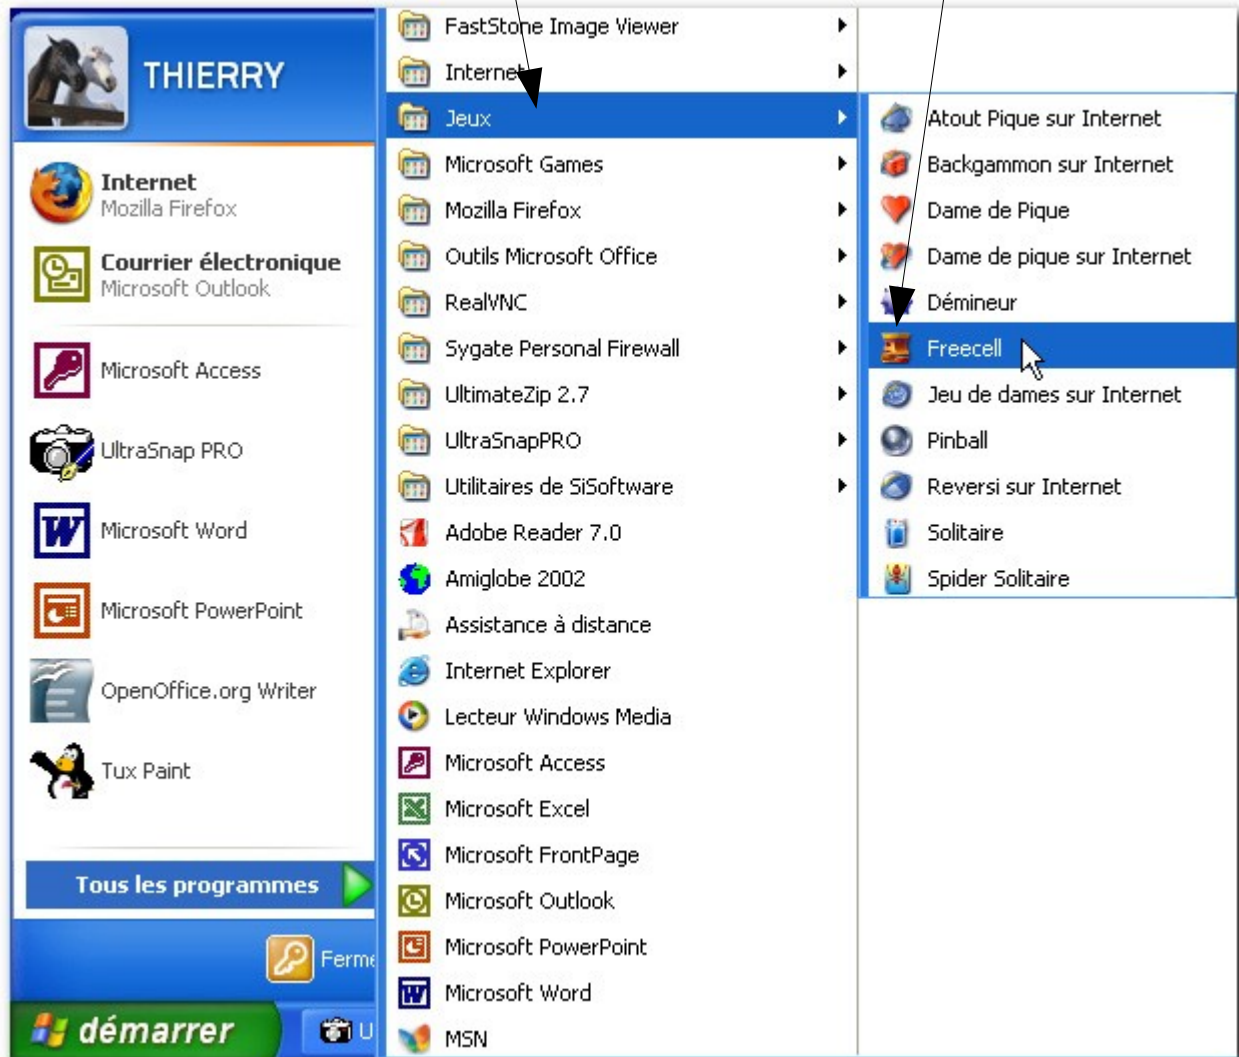 THIERRY
Internet
Mozilla Firefox
Courrier électronique
Microsoft Outlook
Microsoft Access
UltraSnap PRO
Microsoft Word
Microsoft PowerPoint
OpenOffice.org Writer
Tux Paint
Tous les programmes
Ferme
démarrer
U
FastStone Image Viewer
Internet
Jeux
Microsoft Games
Mozilla Firefox
Outils Microsoft Office
RealVNC
Sygate Personal Firewall
UltimateZip 2.7
UltraSnapPRO
Utilitaires de SiSoftware
Adobe Reader 7.0
Amiglobe 2002
Assistance à distance
Internet Explorer
Lecteur Windows Media
Microsoft Access
Microsoft Excel
Microsoft FrontPage
Microsoft Outlook
Microsoft PowerPoint
Microsoft Word
MSN
Atout Pique sur Internet
Backgammon sur Internet
Dame de Pique
Dame de pique sur Internet
Démineur
Freecell
Jeu de dames sur Internet
Pinball
Reversi sur Internet
Solitaire
Spider Solitaire